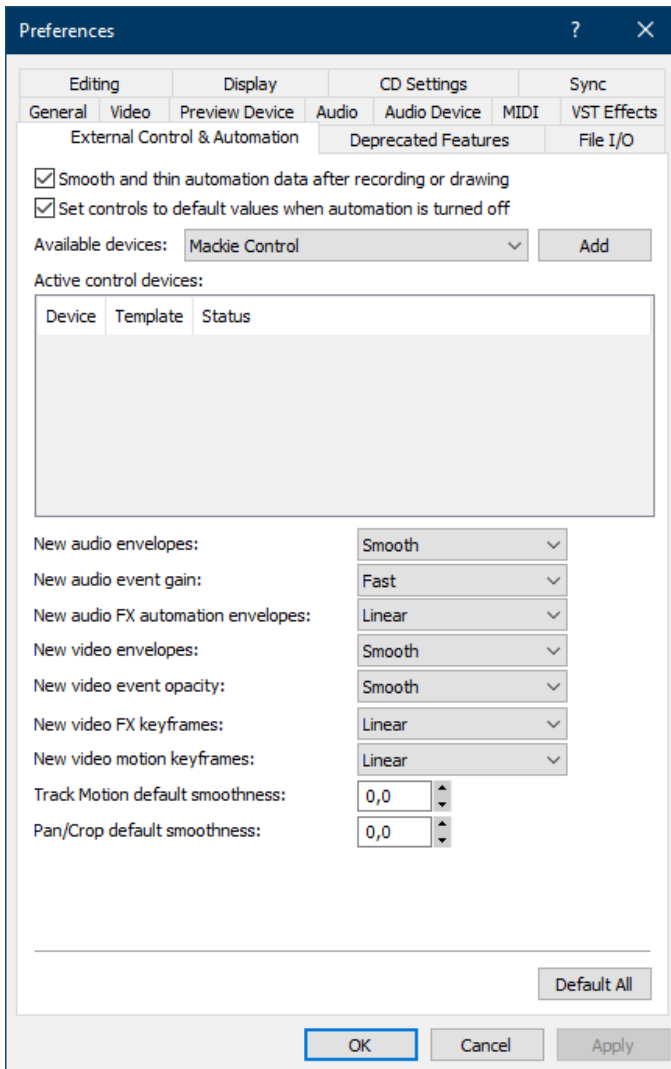 Preferences ?
Editing Display CD Settings Sync
General Video Preview Device Audio Audio Device MIDI VST Effects
External Control & Automation Deprecated Features File I/O
Smooth and thin automation data after recording or drawing
Set controls to default values when automation is turned off
Available devices: Mackie Control Add
Active control devices:
Device Template Status
New audio envelopes: Smooth
New audio event gain: Fast
New audio FX automation envelopes: Linear
New video envelopes: Smooth
New video event opacity: Smooth
New video FX keyframes: Linear
New video motion keyframes: Linear
Track Motion default smoothness: 0,0
Pan/Crop default smoothness: 0,0
Default All
OK Cancel Apply